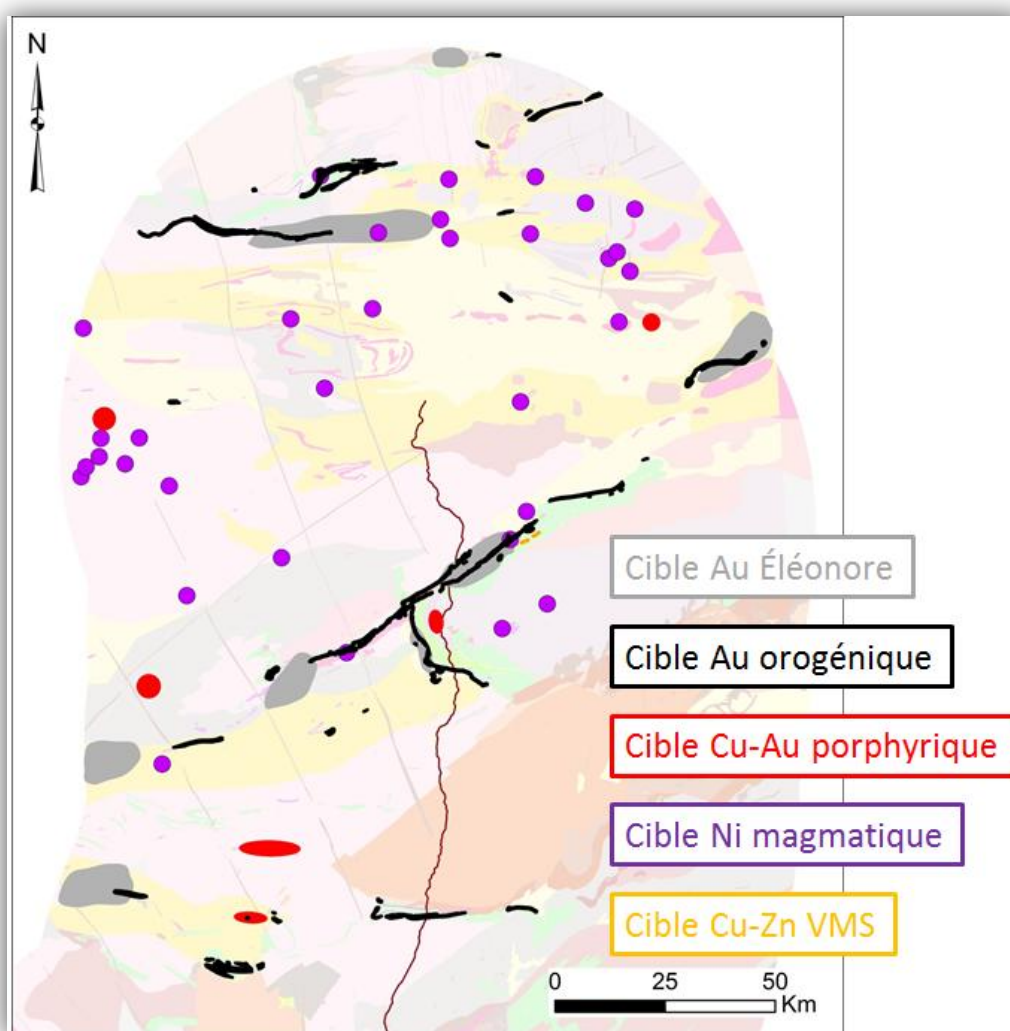 N
Cible Au Éléonore
Cible Au orogénique
Cible Cu-Au porphyrique
Cible Ni magmatique
Cible Cu-Zn VMS
0 25 50
Km